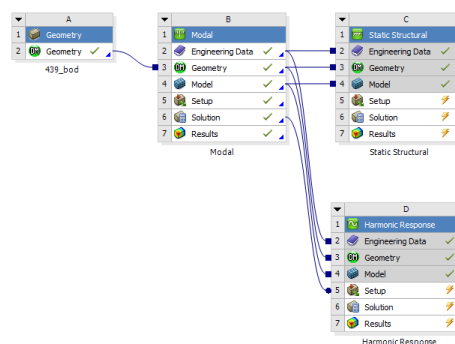 A
1 Geometry
2 Geometry
439_bod
B
1 Modal
2 Engineering Data
3 Geometry
4 Model
5 Setup
6 Solution
7 Results
Modal
C
1 Static Structural
2 Engineering Data
3 Geometry
4 Model
5 Setup
6 Solution
7 Results
Static Structural
D
1 Harmonic Response
2 Engineering Data
3 Geometry
4 Model
5 Setup
6 Solution
7 Results
Harmonic Response